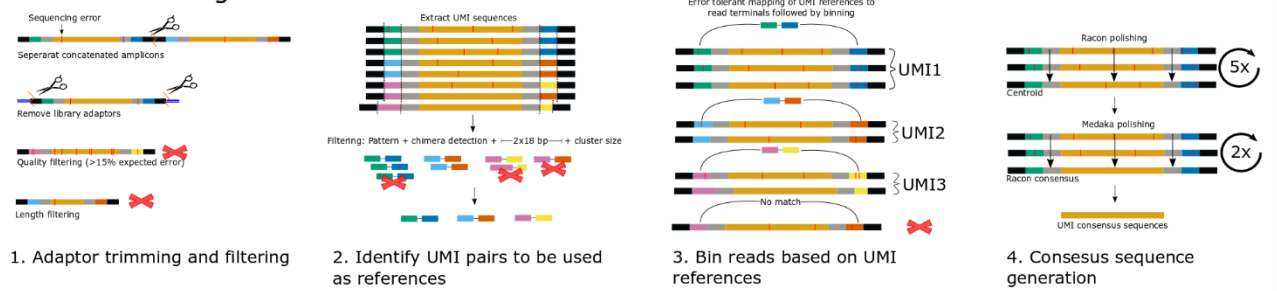 Sequencing error
Seperarat concatenated amplicons
Remove library adaptors
Quality filtering (>15% expected error)
Length filtering
1. Adaptor trimming and filtering
Extract UMI sequences
Filtering: Pattern + chimera detection + 2x18 bp + cluster size
2. Identify UMI pairs to be used
as references
Error tolerant mapping of UMI references to
read terminals followed by binning
UMI1
UMI2
UMI3
No match
3. Bin reads based on UMI
references
Racon polishing
5x
Centroid
Medaka polishing
2x
Racon consensus
UMI consensus sequences
4. Consesus sequence
generation